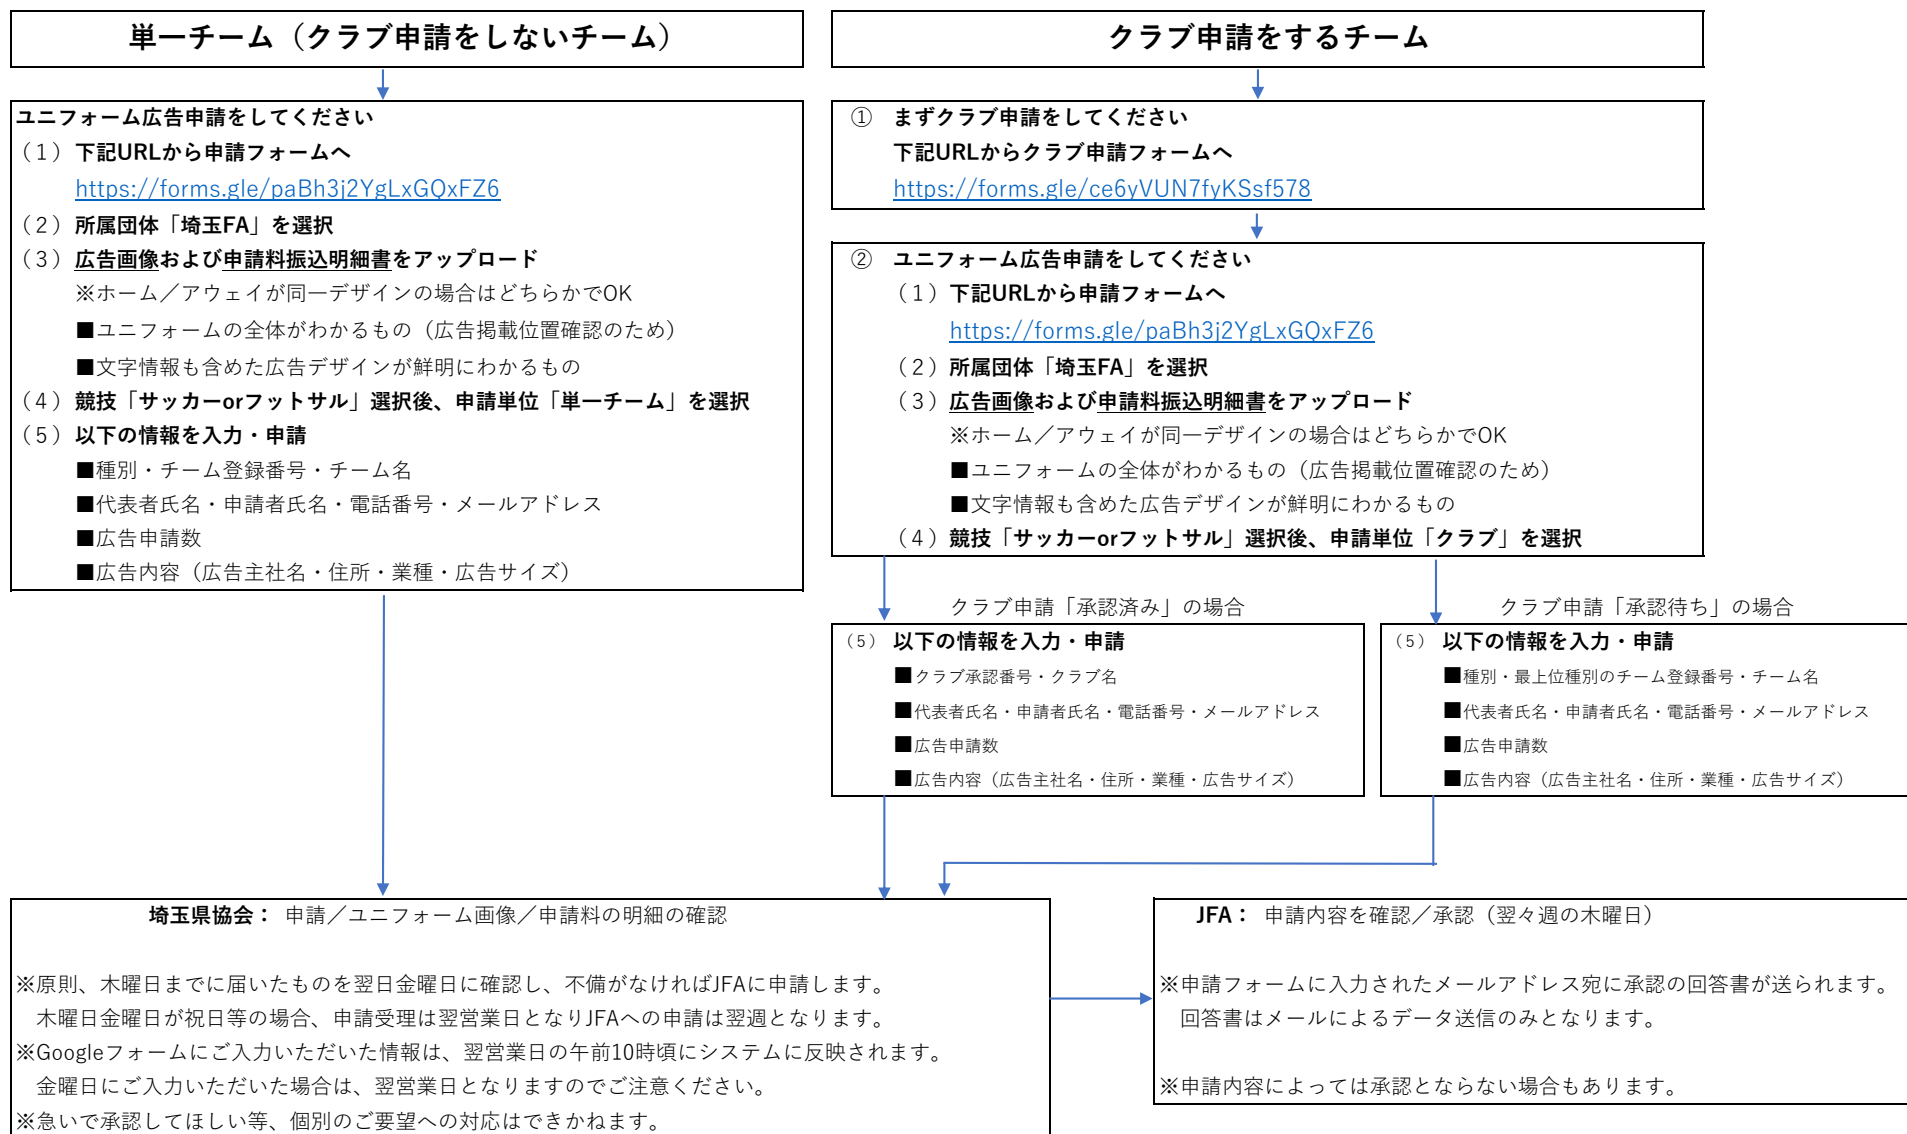 単一チーム（クラブ申請をしないチーム）
ユニフォーム広告申請をしてください
（１）下記URLから申請フォームへ
https://forms.gle/paBh3j2YgLxGQxFZ6
（２）所属団体「埼玉FA」を選択
（３）広告画像および申請料振込明細書をアップロード
※ホーム／アウェイが同一デザインの場合はどちらかでOK
■ユニフォームの全体がわかるもの（広告掲載位置確認のため）
■文字情報も含めた広告デザインが鮮明にわかるもの
（４）競技「サッカーorフットサル」選択後、申請単位「単一チーム」を選択
（５）以下の情報を入力・申請
■種別・チーム登録番号・チーム名
■代表者氏名・申請者氏名・電話番号・メールアドレス
■広告申請数
■広告内容（広告主社名・住所・業種・広告サイズ）
クラブ申請をするチーム
① まずクラブ申請をしてください
下記URLからクラブ申請フォームへ
https://forms.gle/ce6yVUN7fyKSsf578
② ユニフォーム広告申請をしてください
（１）下記URLから申請フォームへ
https://forms.gle/paBh3j2YgLxGQxFZ6
（２）所属団体「埼玉FA」を選択
（３）広告画像および申請料振込明細書をアップロード
※ホーム／アウェイが同一デザインの場合はどちらかでOK
■ユニフォームの全体がわかるもの（広告掲載位置確認のため）
■文字情報も含めた広告デザインが鮮明にわかるもの
（４）競技「サッカーorフットサル」選択後、申請単位「クラブ」を選択
クラブ申請「承認済み」の場合
（５） 以下の情報を入力・申請
■クラブ承認番号・クラブ名
■代表者氏名・申請者氏名・電話番号・メールアドレス
■広告申請数
■広告内容（広告主社名・住所・業種・広告サイズ）
クラブ申請「承認待ち」の場合
（５） 以下の情報を入力・申請
■種別・最上位種別のチーム登録番号・チーム名
■代表者氏名・申請者氏名・電話番号・メールアドレス
■広告申請数
■広告内容（広告主社名・住所・業種・広告サイズ）
埼玉県協会： 申請／ユニフォーム画像／申請料の明細の確認
※原則、木曜日までに届いたものを翌日金曜日に確認し、不備がなければJFAに申請します。
木曜日金曜日が祝日等の場合、申請受理は翌営業日となりJFAへの申請は翌週となります。
※Googleフォームにご入力いただいた情報は、翌営業日の午前10時頃にシステムに反映されます。
金曜日にご入力いただいた場合は、翌営業日となりますのでご注意ください。
※急いで承認してほしい等、個別のご要望への対応はできかねます。
JFA： 申請内容を確認／承認（翌々週の木曜日）
※申請フォームに入力されたメールアドレス宛に承認の回答書が送られます。
回答書はメールによるデータ送信のみとなります。
※申請内容によっては承認とならない場合もあります。